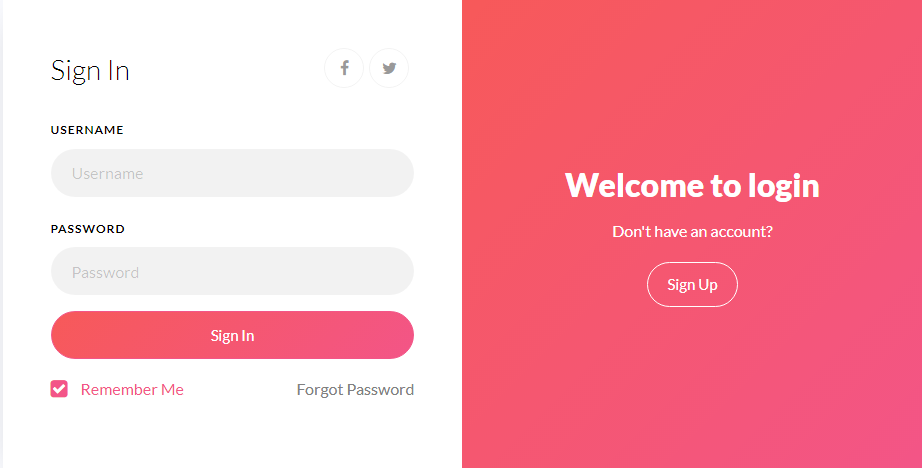 Sign In
USERNAME
Username
PASSWORD
Password
Sign In
Remember Me
Forgot Password
Welcome to login
Don't have an account?
Sign Up